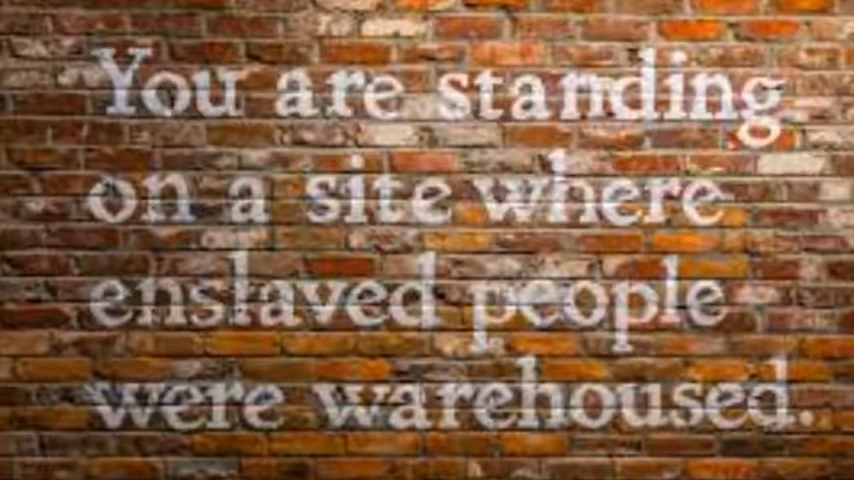 You are standing
on a site where
enslaved people
were warehoused.